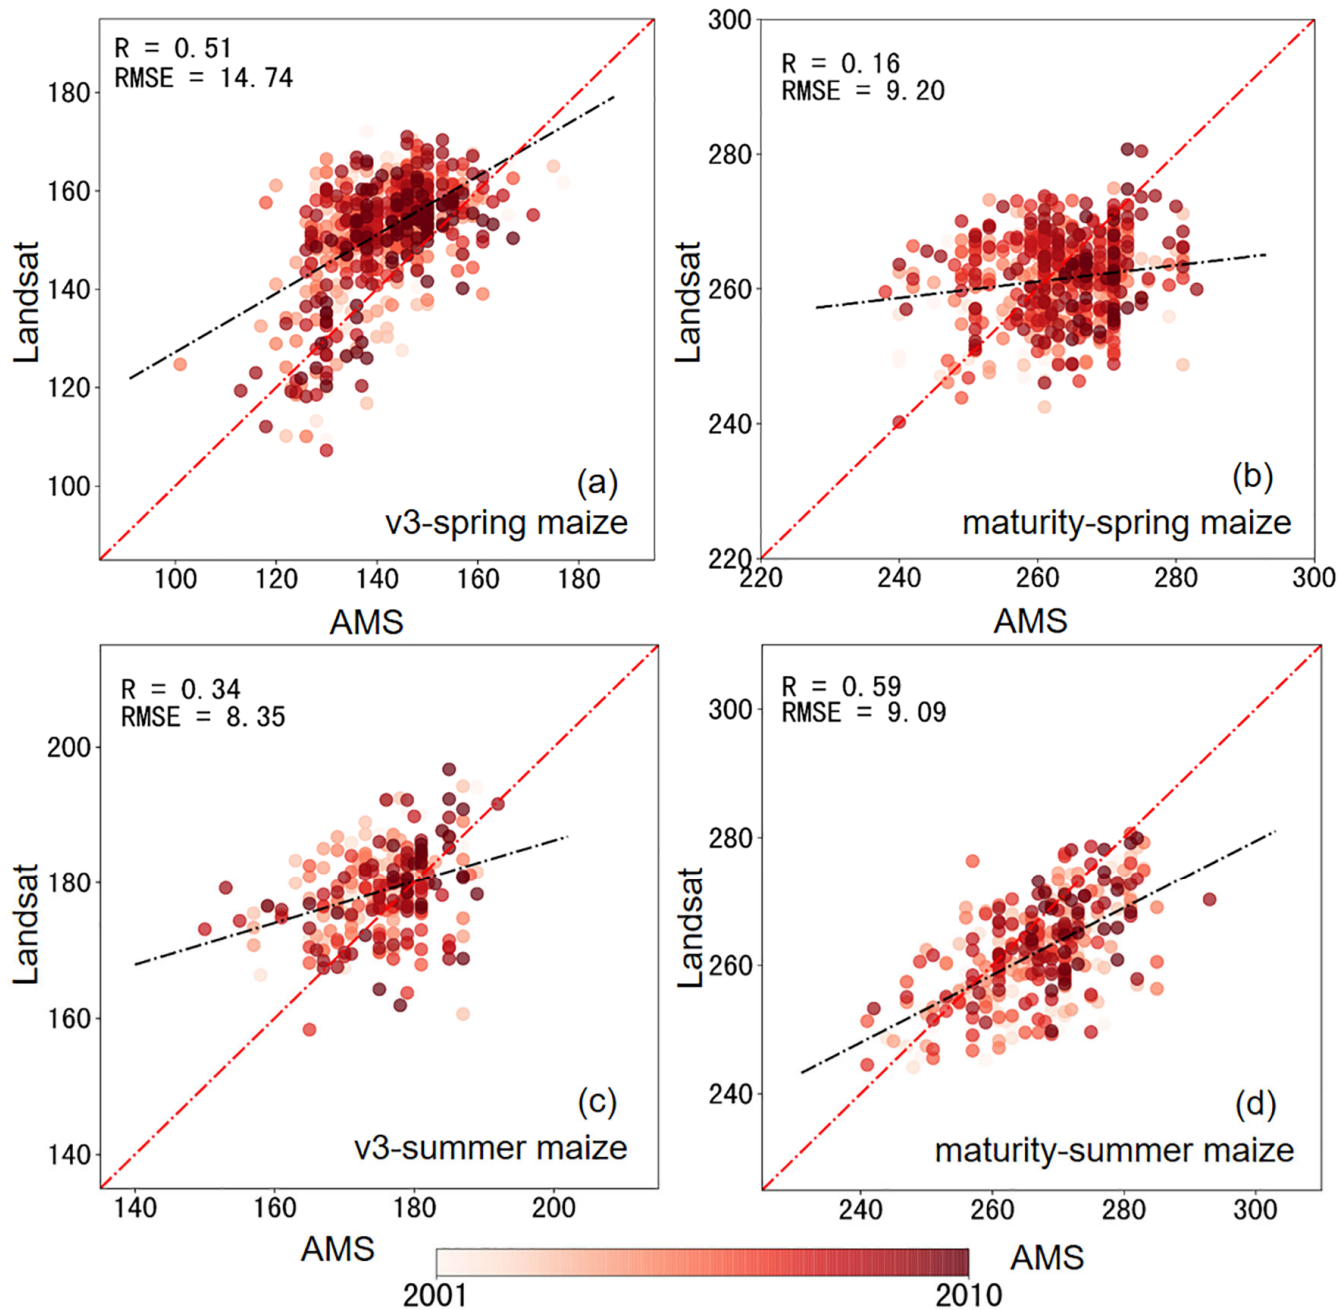 R = 0.51
RMSE = 14.74
180
160
140
120
100
Landsat
(a)
v3-spring maize
100 120 140 160 180
AMS
300
280
260
240
220
Landsat
R = 0.16
RMSE = 9.20
(b)
maturity-spring maize
220 240 260 280 300
AMS
R = 0.34
RMSE = 8.35
200
180
160
140
Landsat
(c)
v3-summer maize
140 160 180 200
AMS
R = 0.59
RMSE = 9.09
300
280
260
240
Landsat
(d)
maturity-summer maize
240 260 280 300
AMS
2001 2010